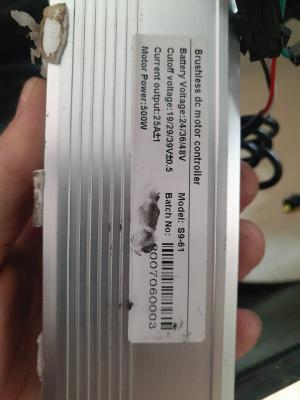 Brushless dc motor controller
Battery Voltage:24/36/48V Model: S9-61
Cutoff voltage:19/29/39V±0.5 Batch No:
Current output:25A±1
Motor Power:500W
007060003